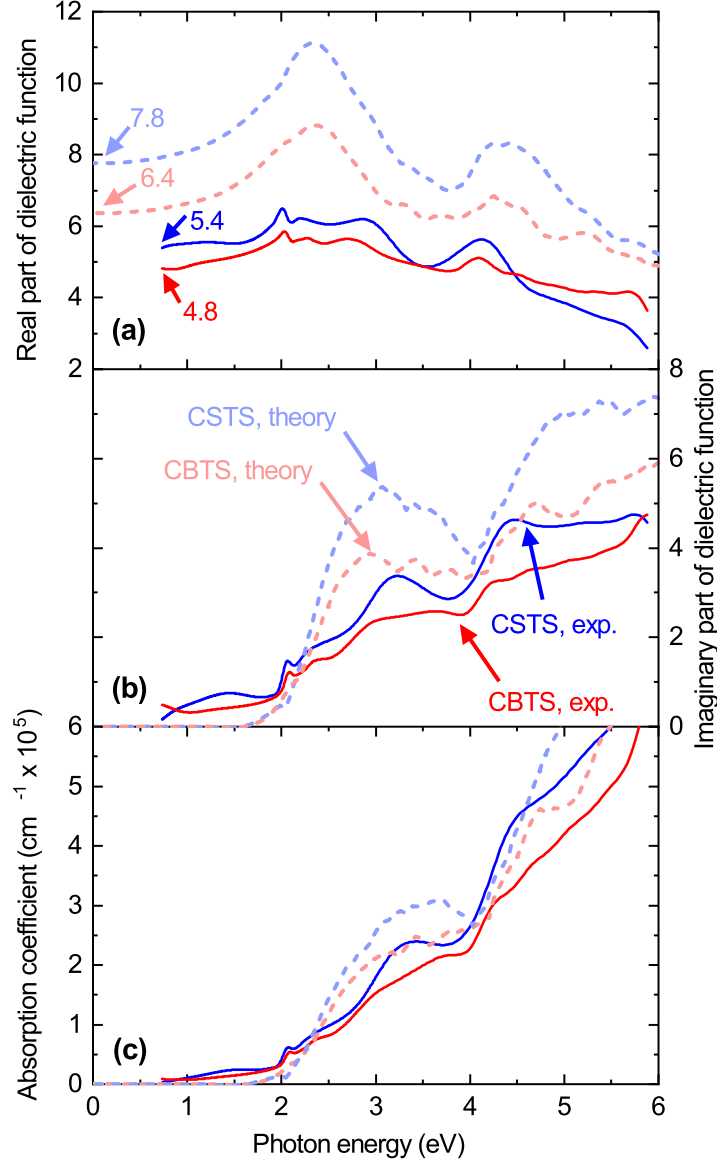 12
10
8
6
4
2
Real part of dielectric function
7.8
6.4
5.4
4.8
(a)
8
6
4
2
0
Imaginary part of dielectric function
CSTS, theory
CBTS, theory
CSTS, exp.
CBTS, exp.
(b)
6
5
4
3
2
1
0
Absorption coefficient (cm ⁻¹ x 10⁵)
(c)
0 1 2 3 4 5 6
Photon energy (eV)